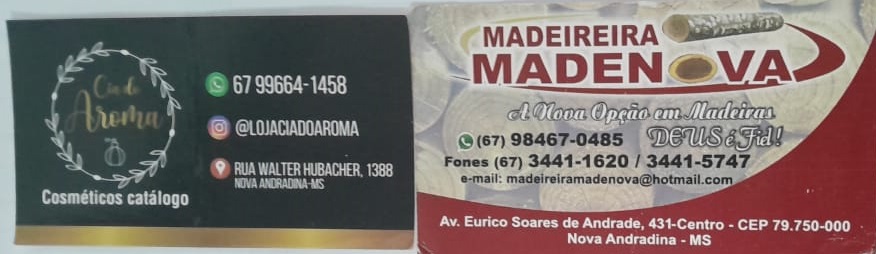 Cia do
Aroma
Cosméticos catálogo
67 99664-1458
@LOJACIADOAROMA
RUA WALTER HUBACHER, 1388
NOVA ANDRADINA-MS
MADEIREIRA
MADENOVA
A Nova Opção em Madeiras
DEUS é Fiel!
(67) 98467-0485
Fones (67) 3441-1620 / 3441-5747
e-mail: madeireiramadenova@hotmail.com
Av. Eurico Soares de Andrade, 431-Centro - CEP 79.750-000
Nova Andradina - MS